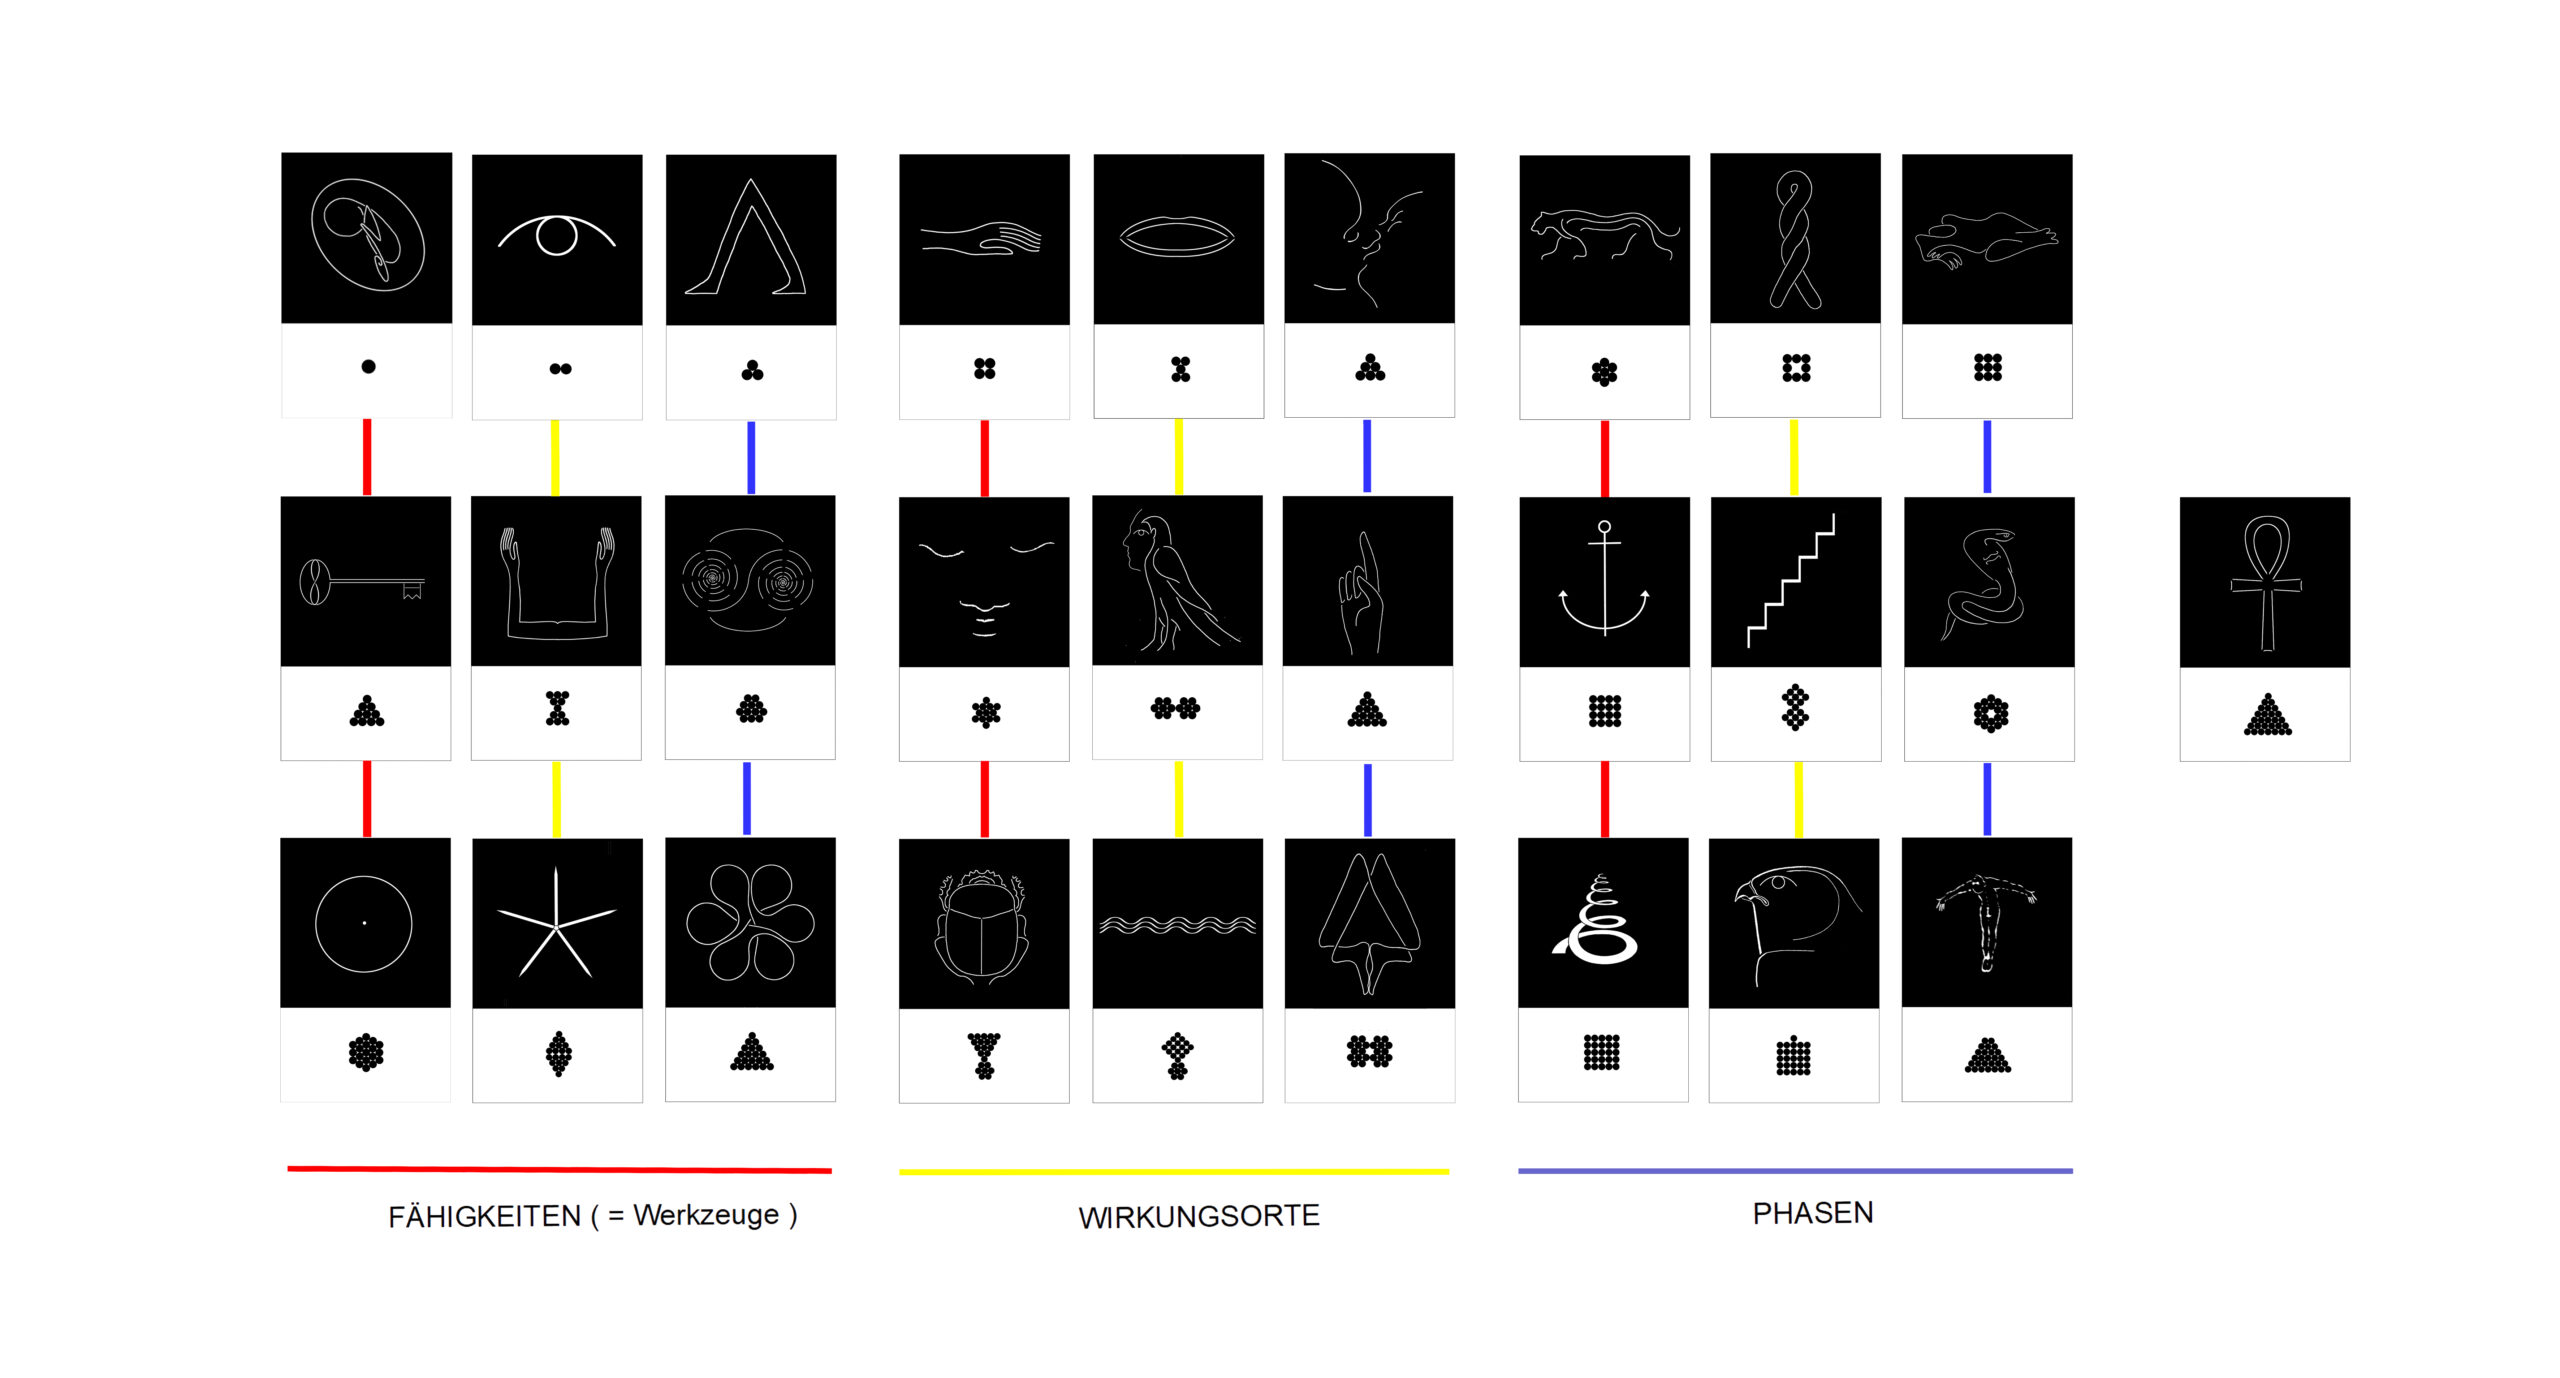 FÄHIGKEITEN ( = Werkzeuge )
WIRKUNGSORTE
PHASEN